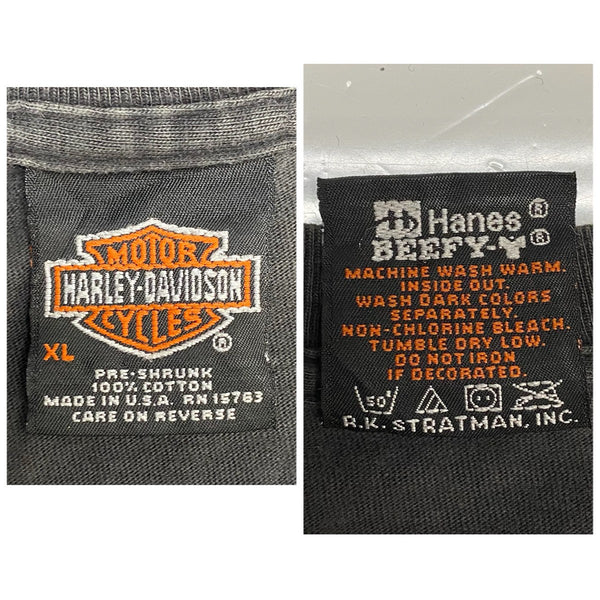 MOTOR
HARLEY-DAVIDSON
CYCLES
®
XL
PRE-SHRUNK
100% COTTON
MADE IN U.S.A. RN 15763
CARE ON REVERSE
Hanes®
BEEFY-T®
MACHINE WASH WARM.
INSIDE OUT.
WASH DARK COLORS
SEPARATELY.
NON-CHLORINE BLEACH.
TUMBLE DRY LOW.
DO NOT IRON
IF DECORATED.
50°
R.K. STRATMAN, INC.